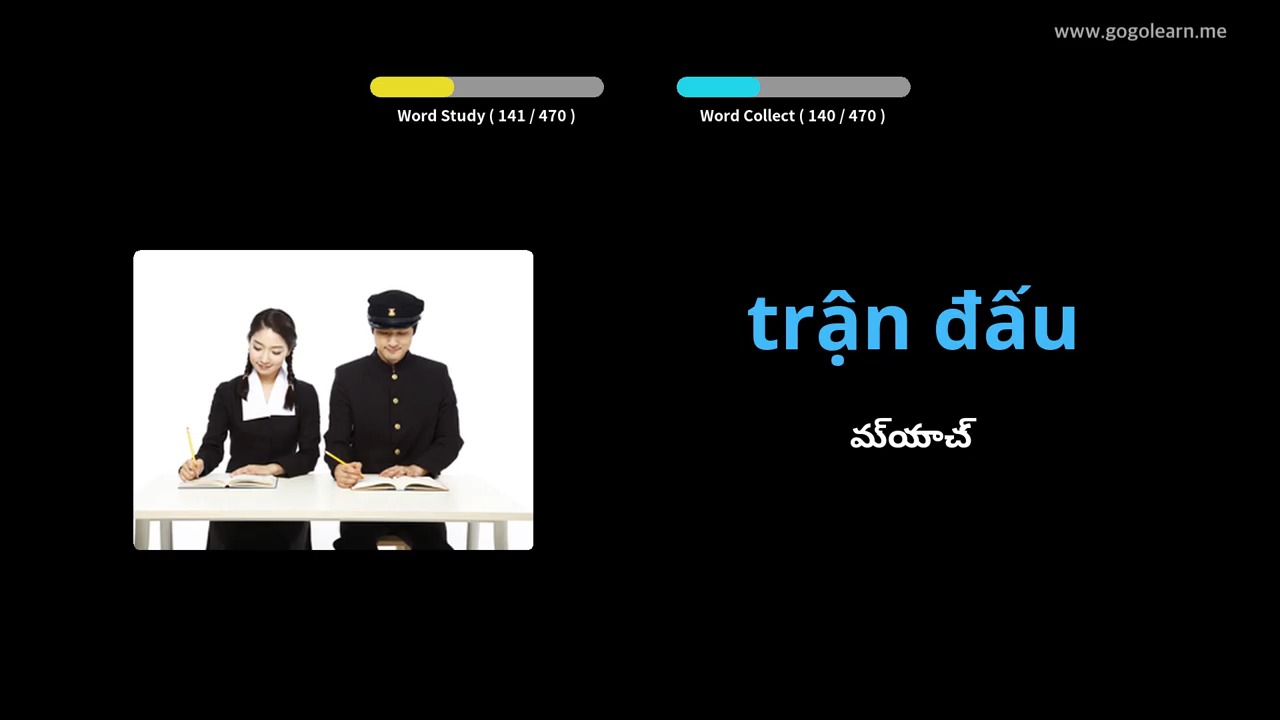 www.gogolearn.me
Word Study ( 141 / 470 )
Word Collect ( 140 / 470 )
trận đấu
మ్యాచ్